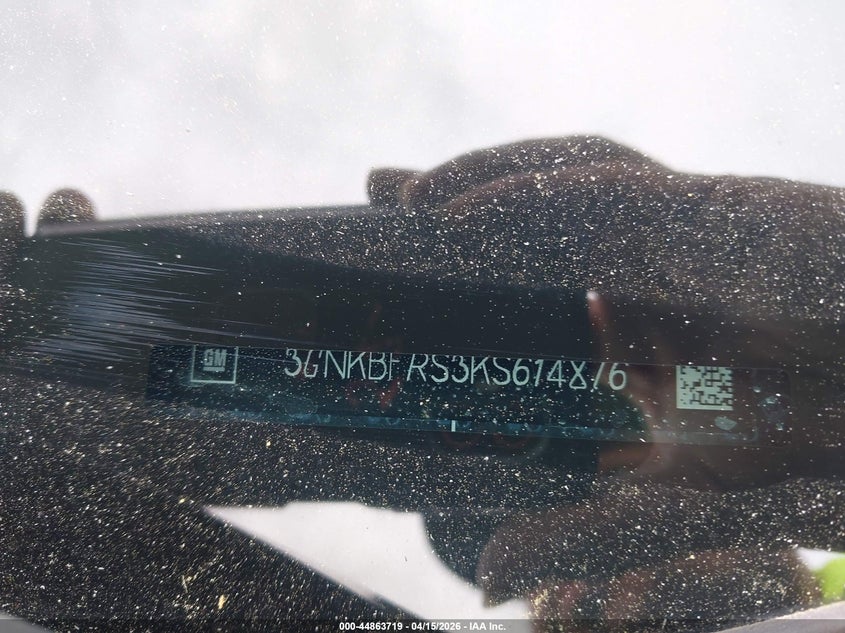 GM 3GNKBFRS3KS614876
000-44863719 - 04/15/2026 - IAA Inc.